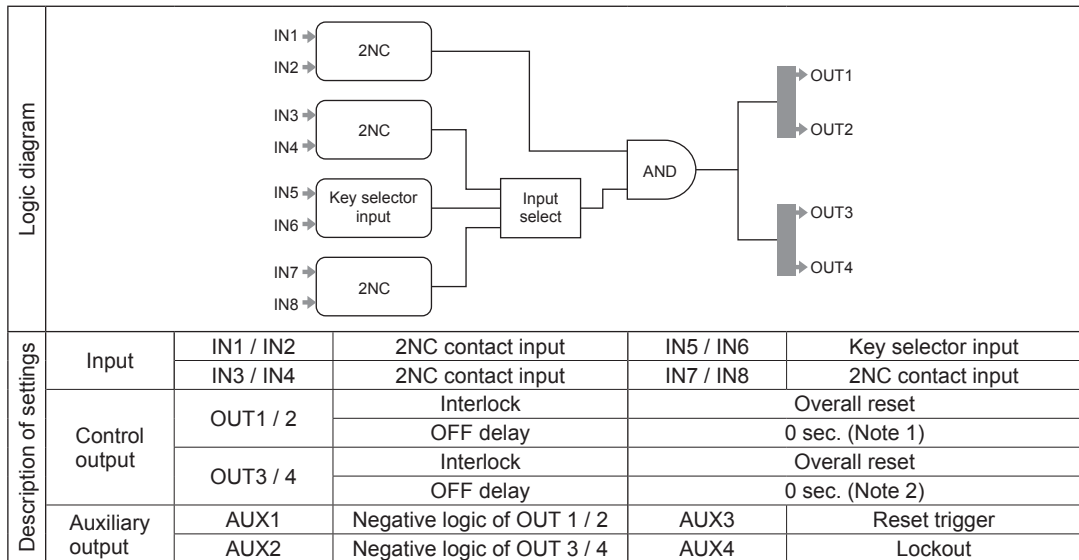 Logic diagram
IN1
IN2
2NC
IN3
IN4
2NC
IN5
IN6
Key selector
input
IN7
IN8
2NC
Input
select
AND
OUT1
OUT2
OUT3
OUT4
Description of settings
Input IN1 / IN2 2NC contact input IN5 / IN6 Key selector input
IN3 / IN4 2NC contact input IN7 / IN8 2NC contact input
Control
output
OUT1 / 2 Interlock Overall reset
OFF delay 0 sec. (Note 1)
OUT3 / 4 Interlock Overall reset
OFF delay 0 sec. (Note 2)
Auxiliary
output
AUX1 Negative logic of OUT 1 / 2 AUX3 Reset trigger
AUX2 Negative logic of OUT 3 / 4 AUX4 Lockout